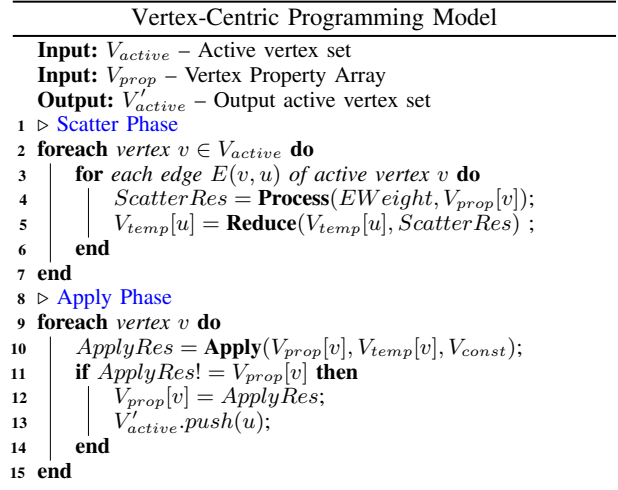 Vertex-Centric Programming Model
Input: V_active – Active vertex set
Input: V_prop – Vertex Property Array
Output: V'_active – Output active vertex set
1 ▷ Scatter Phase
2 foreach vertex v ∈ V_active do
3 for each edge E(v, u) of active vertex v do
4 ScatterRes = Process(EWeight, V_prop[v]);
5 V_temp[u] = Reduce(V_temp[u], ScatterRes) ;
6 end
7 end
8 ▷ Apply Phase
9 foreach vertex v do
10 ApplyRes = Apply(V_prop[v], V_temp[v], V_const);
11 if ApplyRes! = V_prop[v] then
12 V_prop[v] = ApplyRes;
13 V'_active.push(u);
14 end
15 end